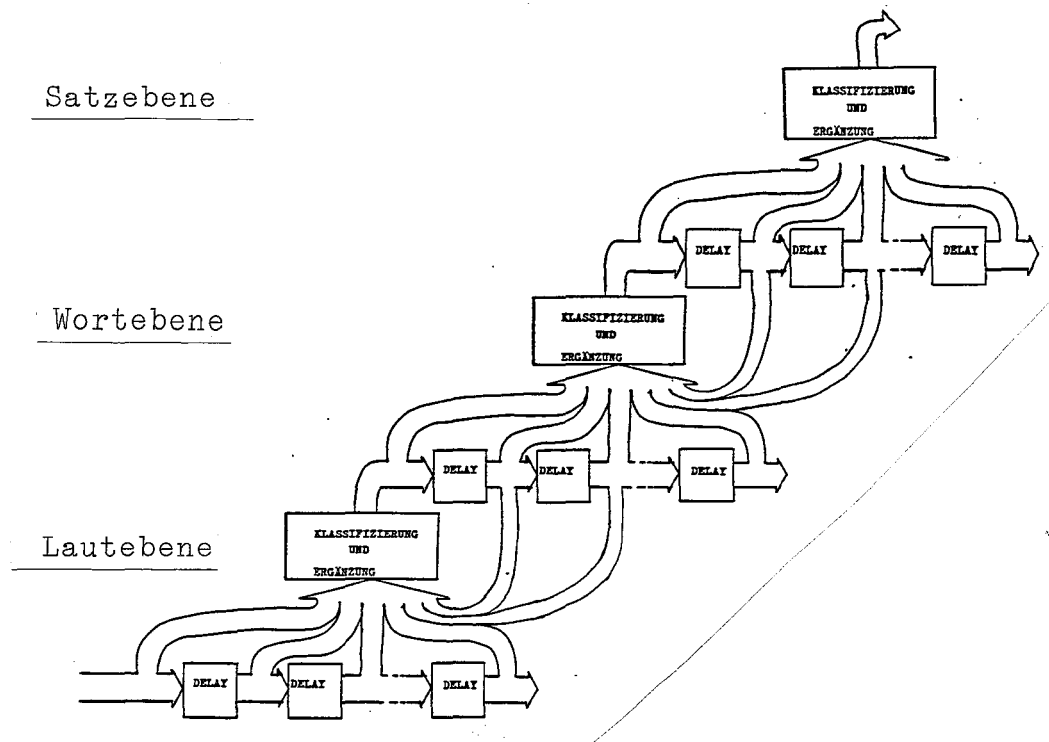 Satzebene
KLASSIFIZIERUNG
UND
ERGÄNZUNG
DELAY
DELAY
DELAY
Wortebene
KLASSIFIZIERUNG
UND
ERGÄNZUNG
DELAY
DELAY
DELAY
Lautebene
KLASSIFIZIERUNG
UND
ERGÄNZUNG
DELAY
DELAY
DELAY